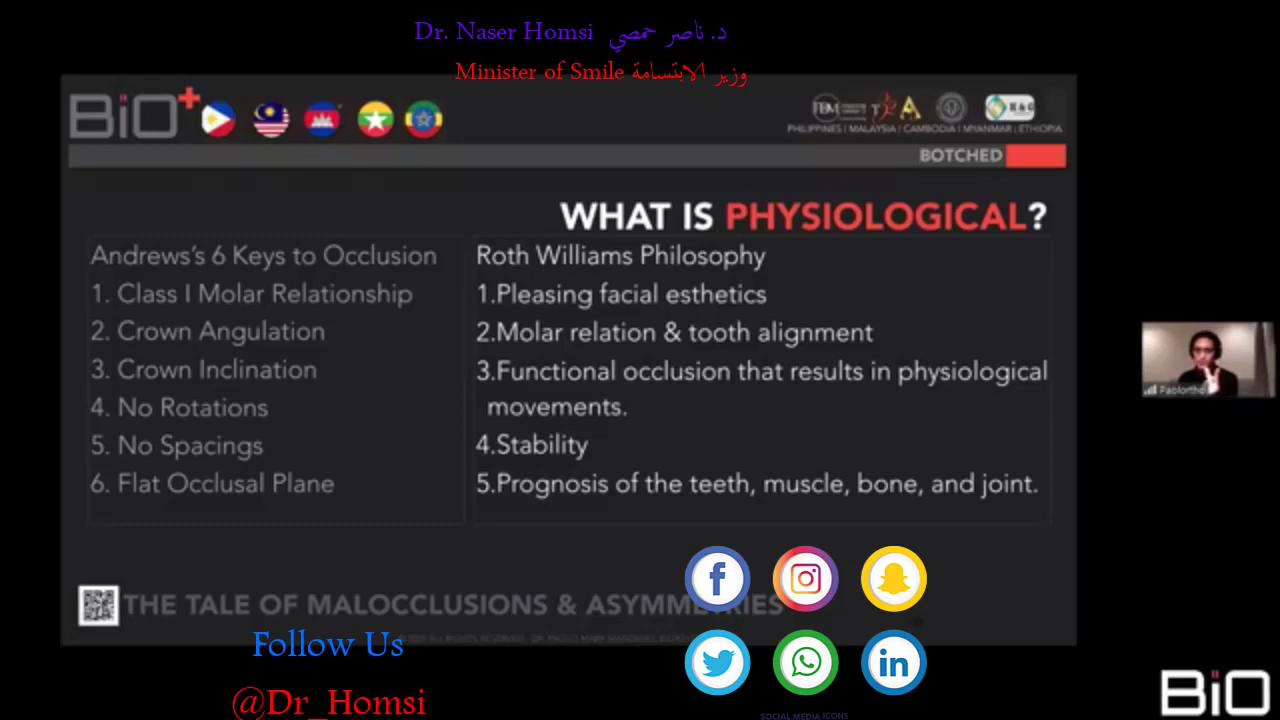 Dr. Naser Homsi د. ناصر حمصي
Minister of Smile وزير الابتسامة
BiO+
PHILIPPINES | MALAYSIA | CAMBODIA | MYANMAR | ETHIOPIA
BOTCHED
WHAT IS PHYSIOLOGICAL?
Andrews's 6 Keys to Occlusion
1. Class I Molar Relationship
2. Crown Angulation
3. Crown Inclination
4. No Rotations
5. No Spacings
6. Flat Occlusal Plane
Roth Williams Philosophy
1.Pleasing facial esthetics
2.Molar relation & tooth alignment
3.Functional occlusion that results in physiological
movements.
4.Stability
5.Prognosis of the teeth, muscle, bone, and joint.
THE TALE OF MALOCCLUSIONS & ASYMMETRIES
Follow Us
@Dr_Homsi
SOCIAL MEDIA ICONS
BiO